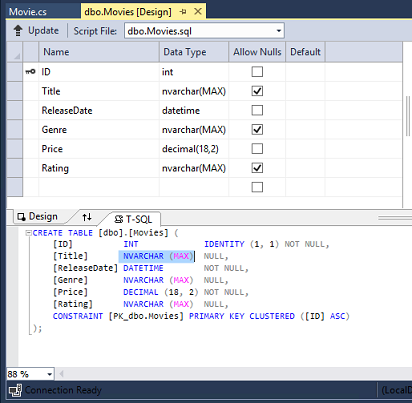 Movie.cs dbo.Movies [Design]
Update Script File: dbo.Movies.sql
Name Data Type Allow Nulls Default
ID int
Title nvarchar(MAX)
ReleaseDate datetime
Genre nvarchar(MAX)
Price decimal(18,2)
Rating nvarchar(MAX)
Design T-SQL
CREATE TABLE [dbo].[Movies] (
[ID] INT IDENTITY (1, 1) NOT NULL,
[Title] NVARCHAR (MAX) NULL,
[ReleaseDate] DATETIME NOT NULL,
[Genre] NVARCHAR (MAX) NULL,
[Price] DECIMAL (18, 2) NOT NULL,
[Rating] NVARCHAR (MAX) NULL,
CONSTRAINT [PK_dbo.Movies] PRIMARY KEY CLUSTERED ([ID] ASC)
);
88 %
Connection Ready (LocalD